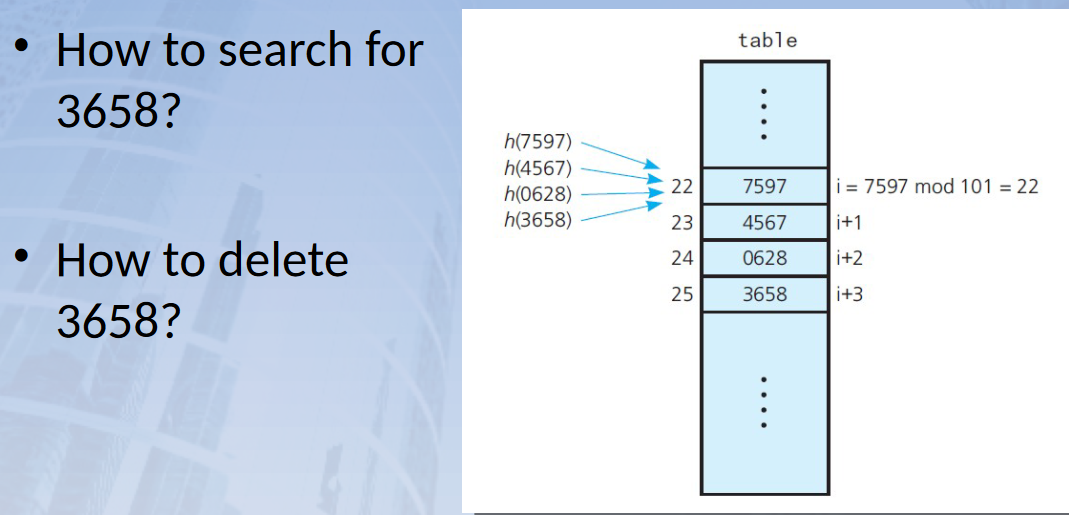 • How to search for
3658?
• How to delete
3658?
table
h(7597)
h(4567)
h(0628)
h(3658)
22 7597 i = 7597 mod 101 = 22
23 4567 i+1
24 0628 i+2
25 3658 i+3